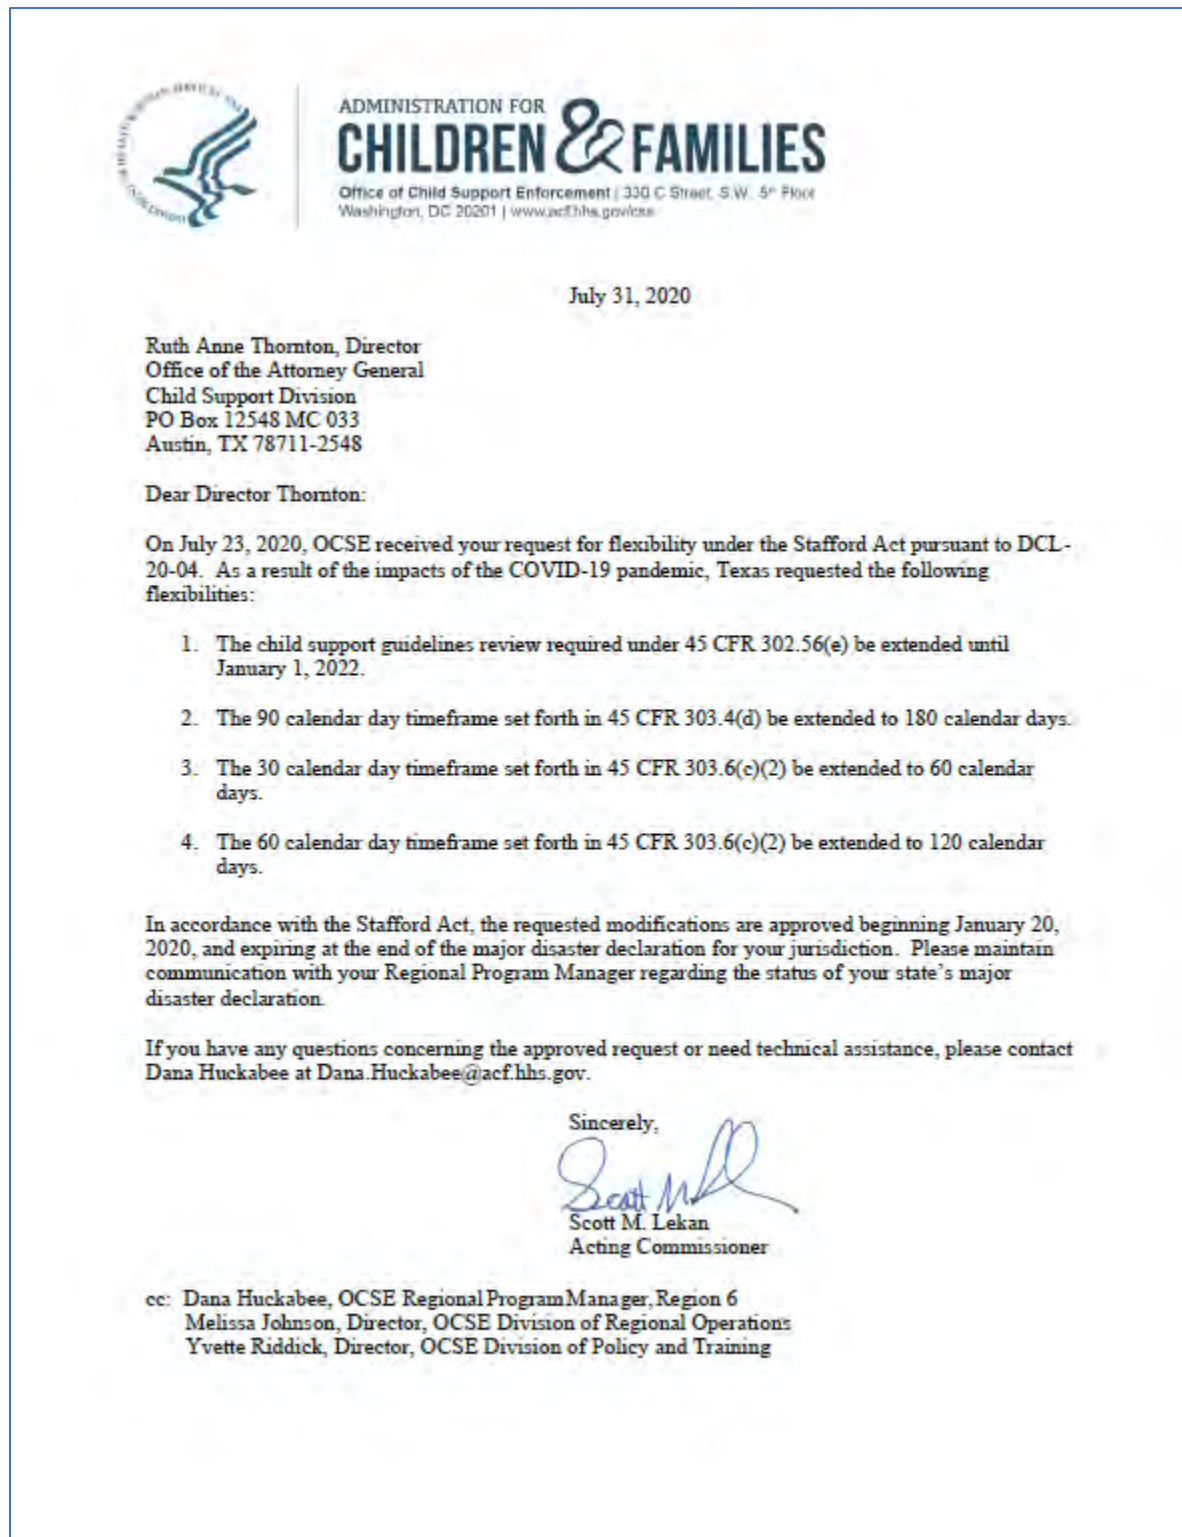 ADMINISTRATION FOR
CHILDREN & FAMILIES
Office of Child Support Enforcement | 330 C Street, S.W., 5th Floor
Washington, DC 20201 | www.acf.hhs.gov/css
July 31, 2020
Ruth Anne Thornton, Director
Office of the Attorney General
Child Support Division
PO Box 12548 MC 033
Austin, TX 78711-2548
Dear Director Thornton:
On July 23, 2020, OCSE received your request for flexibility under the Stafford Act pursuant to DCL-
20-04. As a result of the impacts of the COVID-19 pandemic, Texas requested the following
flexibilities:
1. The child support guidelines review required under 45 CFR 302.56(e) be extended until
January 1, 2022.
2. The 90 calendar day timeframe set forth in 45 CFR 303.4(d) be extended to 180 calendar days.
3. The 30 calendar day timeframe set forth in 45 CFR 303.6(c)(2) be extended to 60 calendar
days.
4. The 60 calendar day timeframe set forth in 45 CFR 303.6(c)(2) be extended to 120 calendar
days.
In accordance with the Stafford Act, the requested modifications are approved beginning January 20,
2020, and expiring at the end of the major disaster declaration for your jurisdiction. Please maintain
communication with your Regional Program Manager regarding the status of your state's major
disaster declaration.
If you have any questions concerning the approved request or need technical assistance, please contact
Dana Huckabee at Dana.Huckabee@acf.hhs.gov.
Sincerely,
Scott M. Lekan
Acting Commissioner
cc: Dana Huckabee, OCSE Regional Program Manager, Region 6
Melissa Johnson, Director, OCSE Division of Regional Operations
Yvette Riddick, Director, OCSE Division of Policy and Training